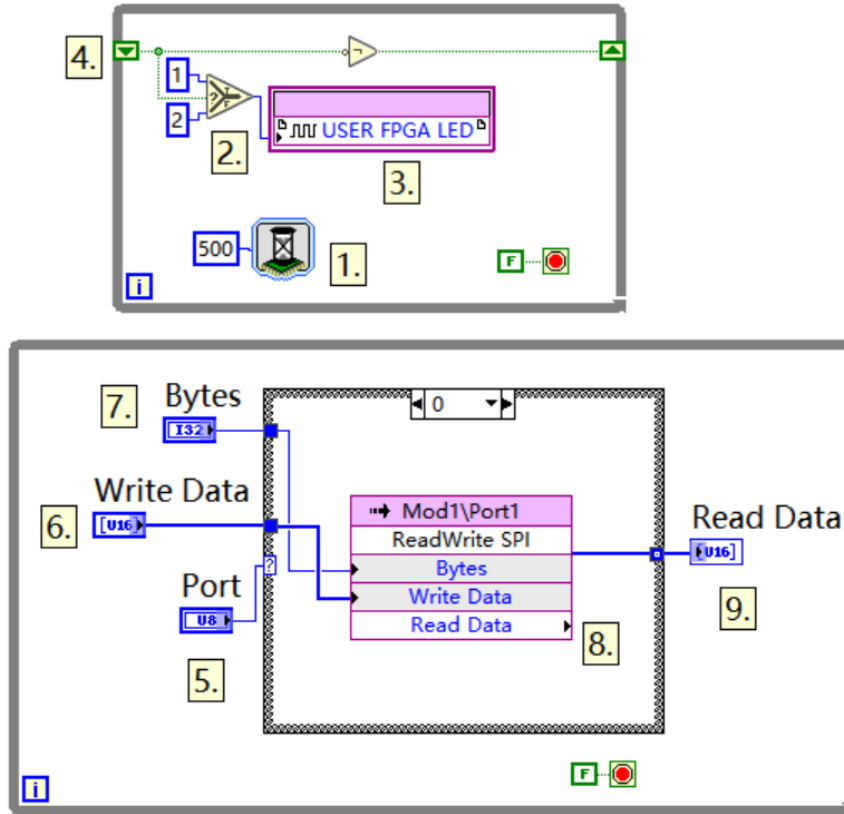 4.
1
?
T
F
2
2.
USER FPGA LED
3.
500
1.
F
i
0
7.
Bytes
I32
Mod1\Port1
Write Data
ReadWrite SPI
6.
[U16]
Read Data
Bytes
U16]
?
Write Data
Port
Read Data
U8
8.
9.
5.
F
i